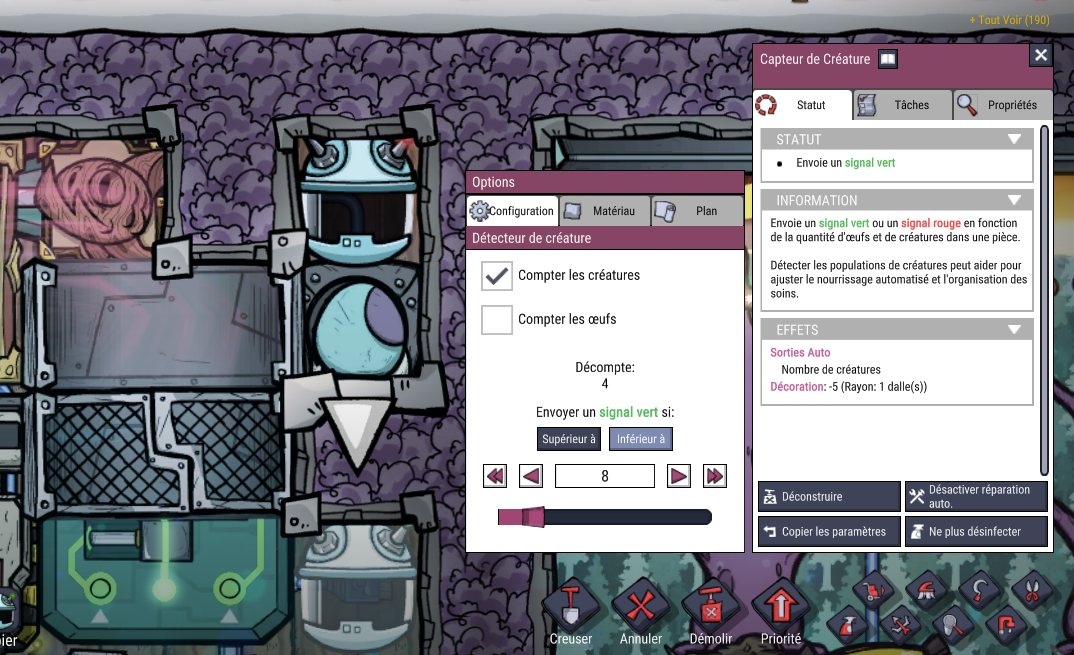 + Tout Voir (190)
Capteur de Créature
Statut
Tâches
Propriétés
STATUT
• Envoie un signal vert
INFORMATION
Envoie un signal vert ou un signal rouge en fonction
de la quantité d'œufs et de créatures dans une pièce.
Détecter les populations de créatures peut aider pour
ajuster le nourrissage automatisé et l'organisation des
soins.
EFFETS
Sorties Auto
Nombre de créatures
Décoration: -5 (Rayon: 1 dalle(s))
Déconstruire
Désactiver réparation
auto.
Copier les paramètres
Ne plus désinfecter
Options
Configuration
Matériau
Plan
Détecteur de créature
Compter les créatures
Compter les œufs
Décompte:
4
Envoyer un signal vert si:
Supérieur à
Inférieur à
8
Creuser
Annuler
Démolir
Priorité